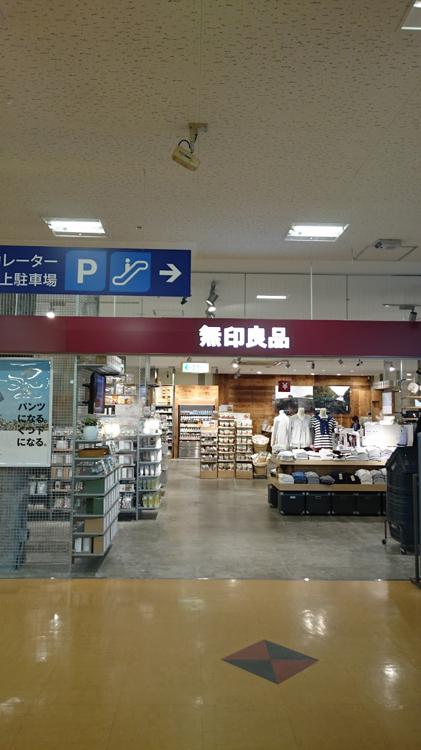 レーター
上駐車場
P
無印良品
パンツ
になる。
くつ下
になる。